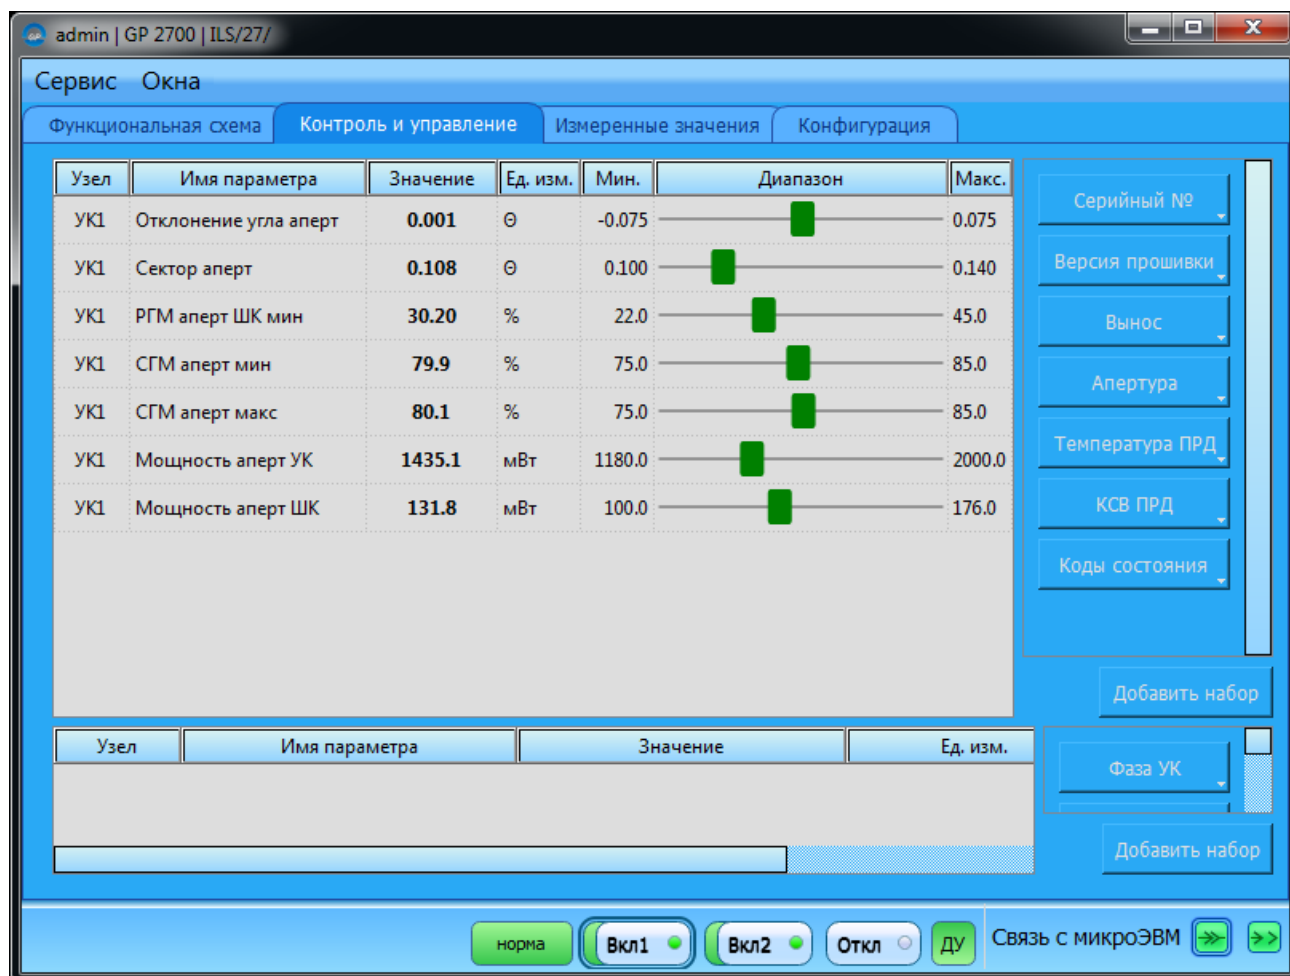 admin | GP 2700 | ILS/27/
Сервис Окна
Функциональная схема Контроль и управление Измеренные значения Конфигурация
Узел Имя параметра Значение Ед. изм. Мин. Диапазон Макс.
УК1 Отклонение угла аперт 0.001 Θ -0.075 0.075
УК1 Сектор аперт 0.108 Θ 0.100 0.140
УК1 РГМ аперт ШК мин 30.20 % 22.0 45.0
УК1 СГМ аперт мин 79.9 % 75.0 85.0
УК1 СГМ аперт макс 80.1 % 75.0 85.0
УК1 Мощность аперт УК 1435.1 мВт 1180.0 2000.0
УК1 Мощность аперт ШК 131.8 мВт 100.0 176.0
Серийный №
Версия прошивки
Вынос
Апертура
Температура ПРД
КСВ ПРД
Коды состояния
Добавить набор
Узел Имя параметра Значение Ед. изм.
Фаза УК
Добавить набор
норма Вкл1 Вкл2 Откл ДУ Связь с микроЭВМ